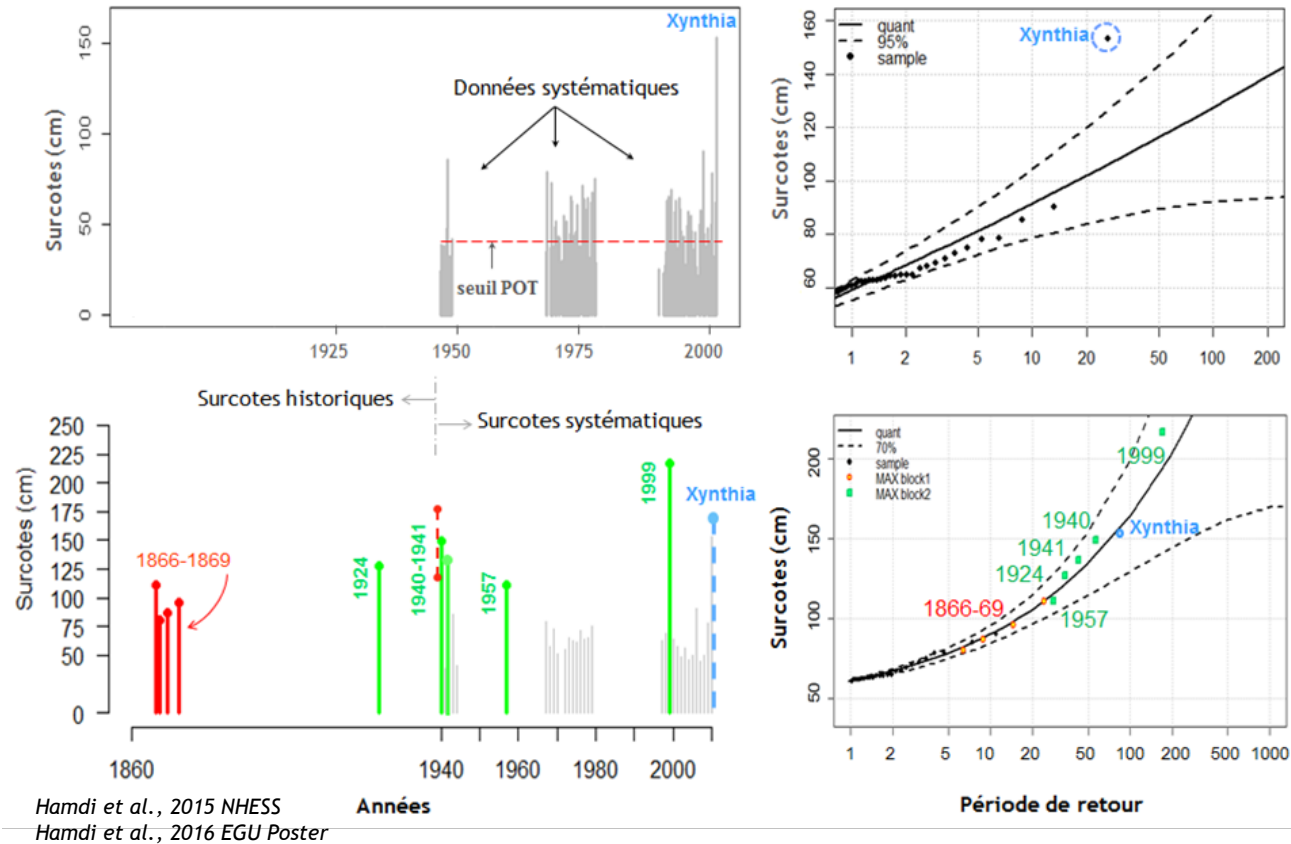 Xynthia
150
100
50
0
Surcotes (cm)
Données systématiques
seuil POT
1925
1950
1975
2000
160
140
120
100
80
60
Surcotes (cm)
quant
95%
sample
Xynthia
1
2
5
10
20
50
100
200
Surcotes historiques
Surcotes systématiques
250
225
200
175
150
125
100
75
50
0
Surcotes (cm)
1866-1869
1924
1940-1941
1957
1999
Xynthia
1860
1940
1960
1980
2000
Années
200
150
100
50
Surcotes (cm)
quant
70%
sample
MAX block1
MAX block2
1999
1940
Xynthia
1941
1924
1866-69
1957
1
2
5
10
20
50
100
200
500
1000
Période de retour
Hamdi et al., 2015 NHESS
Hamdi et al., 2016 EGU Poster